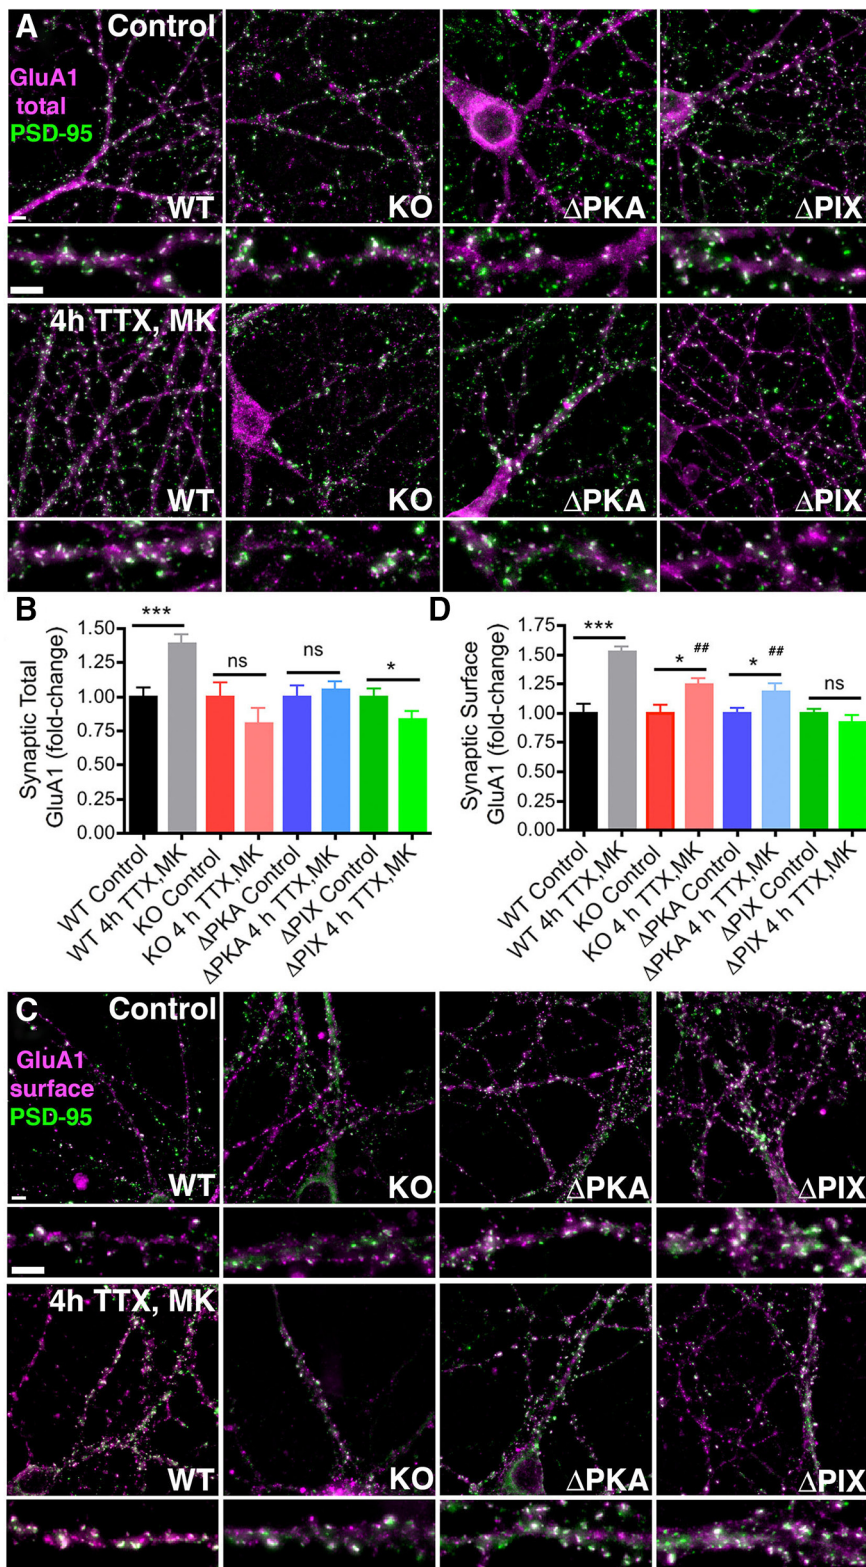 A Control
GluA1
total
PSD-95
WT
KO
ΔPKA
ΔPIX
4h TTX, MK
WT
KO
ΔPKA
ΔPIX
B
Synaptic Total
GluA1 (fold-change)
1.50
1.25
1.00
0.75
0.50
0.25
0.00
***
ns
ns
*
WT Control
WT 4h TTX,MK
KO Control
KO 4 h TTX,MK
ΔPKA Control
ΔPKA 4 h TTX,MK
ΔPIX Control
ΔPIX 4 h TTX,MK
D
Synaptic Surface
GluA1 (fold-change)
1.75
1.50
1.25
1.00
0.75
0.50
0.25
0.00
***
* ##
* ##
ns
WT Control
WT 4h TTX,MK
KO Control
KO 4 h TTX,MK
ΔPKA Control
ΔPKA 4 h TTX,MK
ΔPIX Control
ΔPIX 4 h TTX,MK
C Control
GluA1
surface
PSD-95
WT
KO
ΔPKA
ΔPIX
4h TTX, MK
WT
KO
ΔPKA
ΔPIX